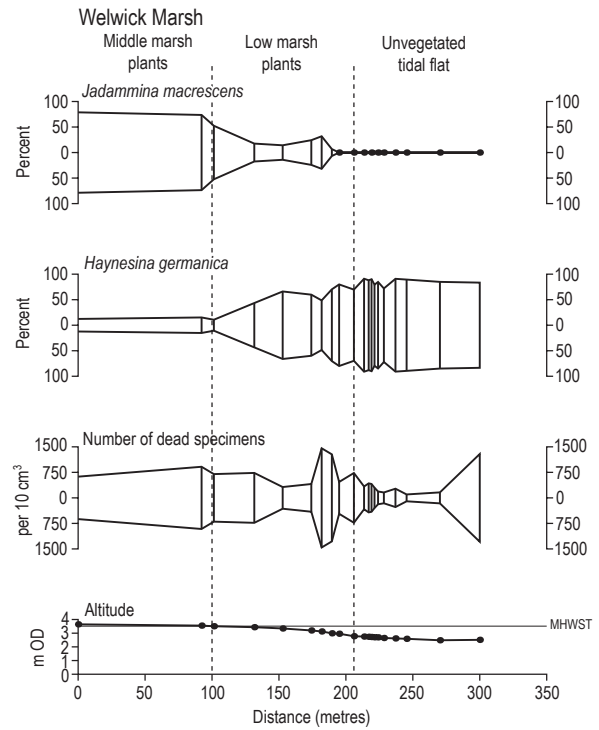 Welwick Marsh
Middle marsh
plants
Low marsh
plants
Unvegetated
tidal flat
Jadammina macrescens
Percent
100
50
0
50
100
100
50
0
50
100
Haynesina germanica
Percent
100
50
0
50
100
100
50
0
50
100
Number of dead specimens
per 10 cm³
1500
750
0
750
1500
1500
750
0
750
1500
Altitude
m OD
4
3
2
1
0
MHWST
0 50 100 150 200 250 300 350
Distance (metres)